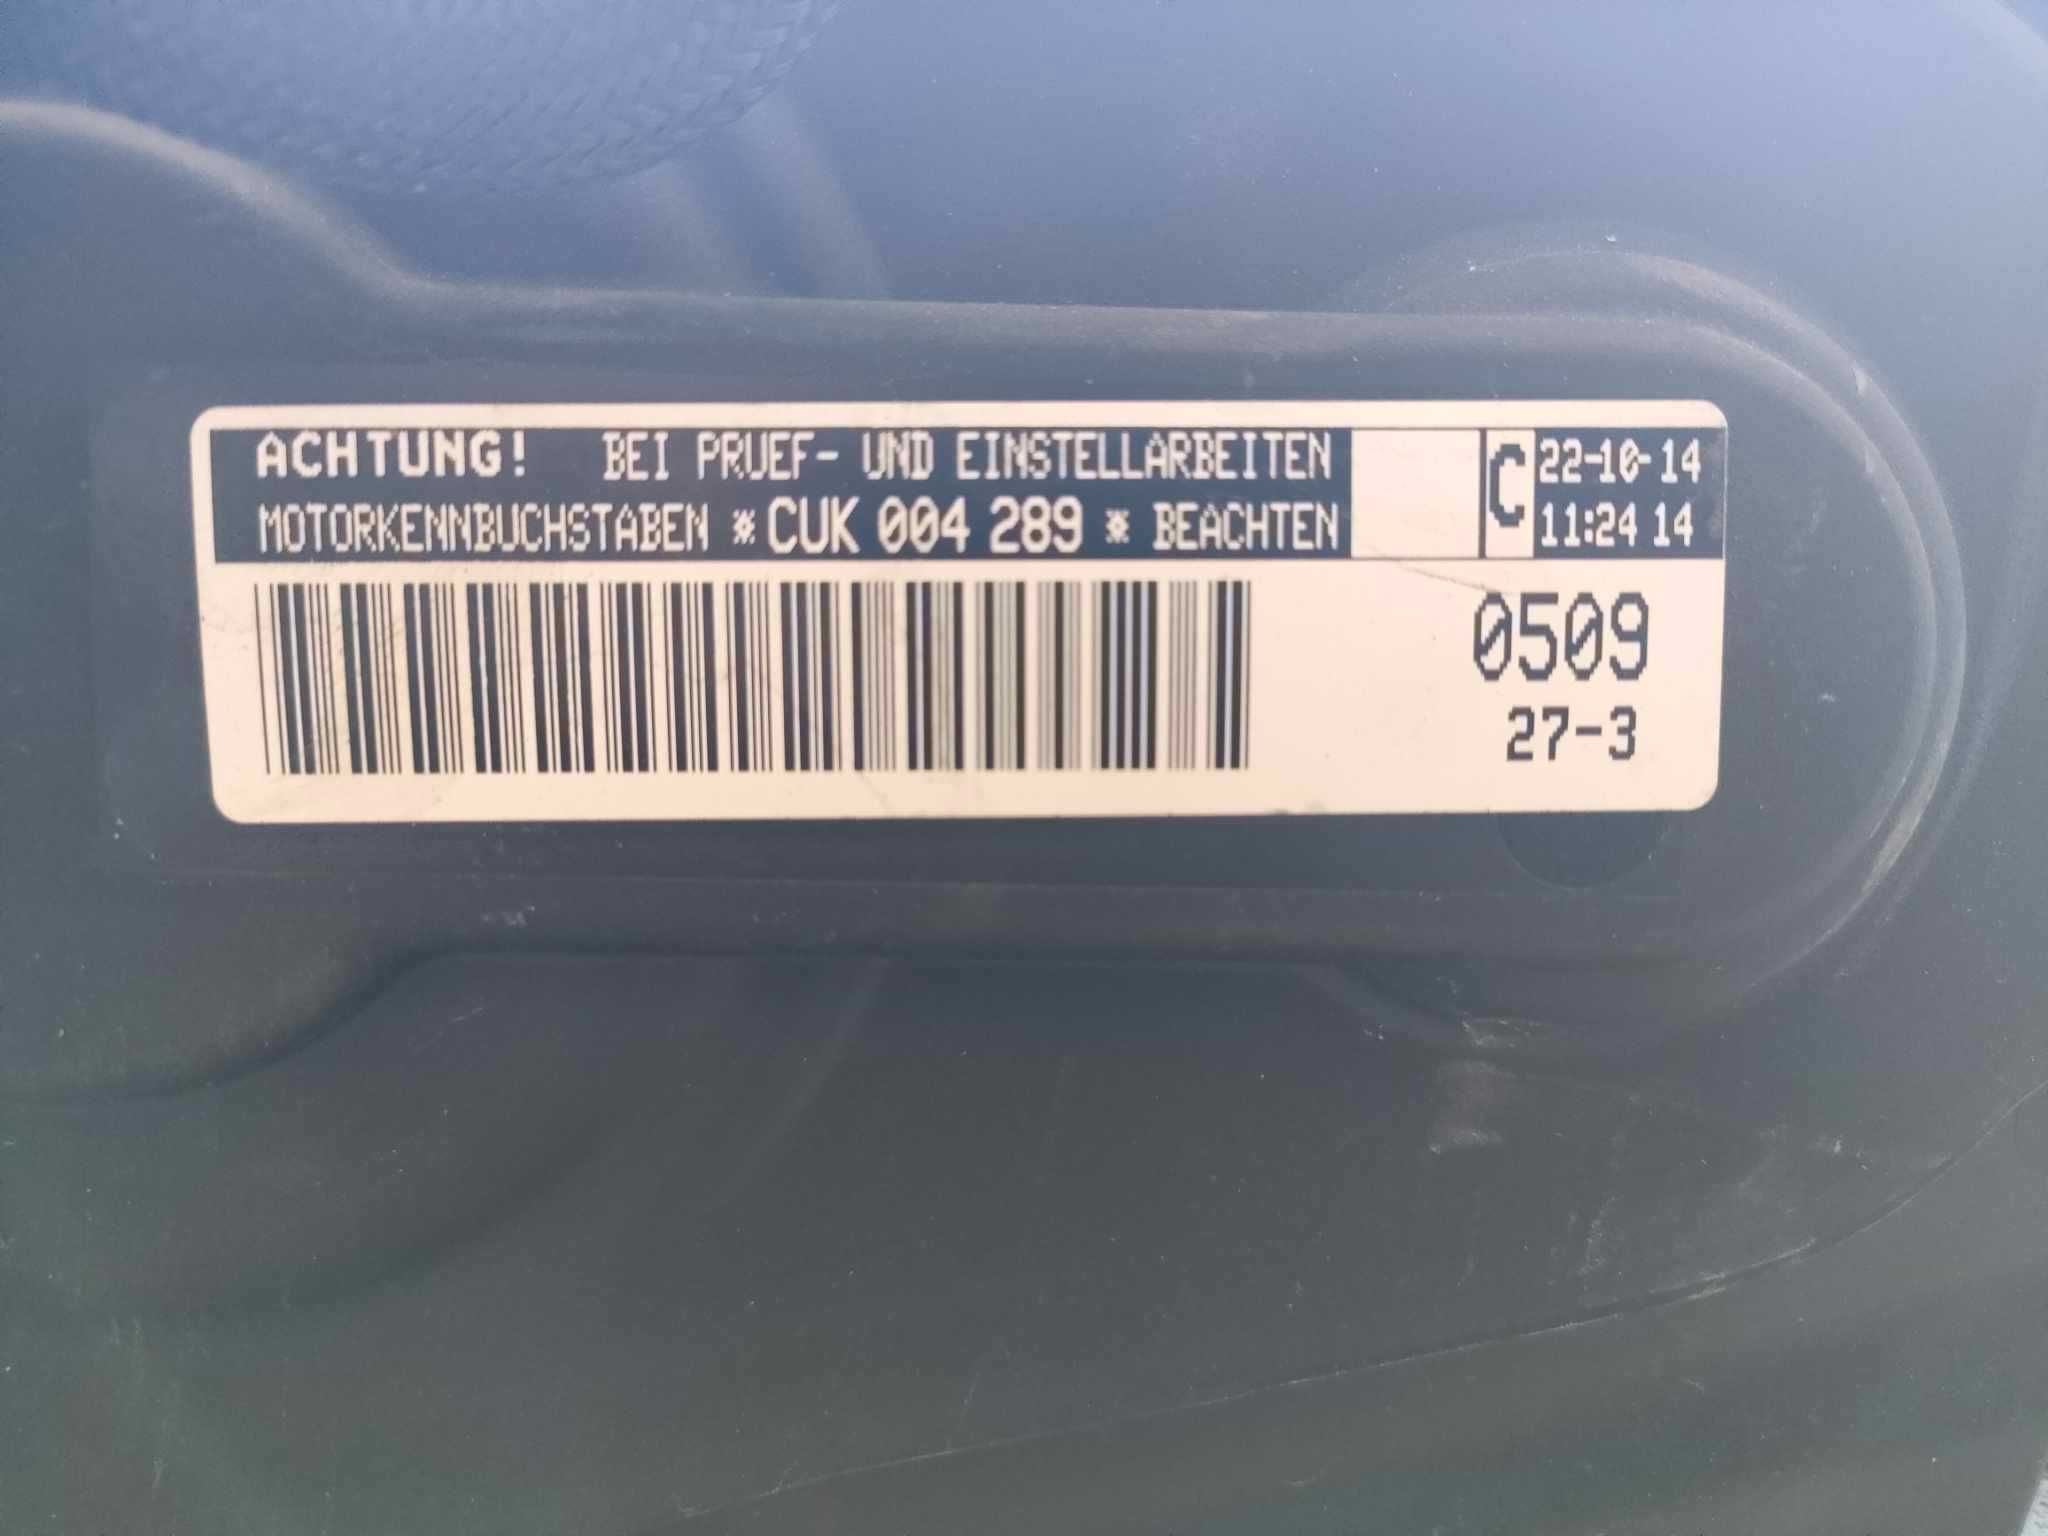 ACHTUNG! BEI PRUEF- UND EINSTELLARBEITEN
MOTORKENNBUCHSTABEN *CUK 004 289 * BEACHTEN
C
22-10-14
11:24 14
0509
27-3